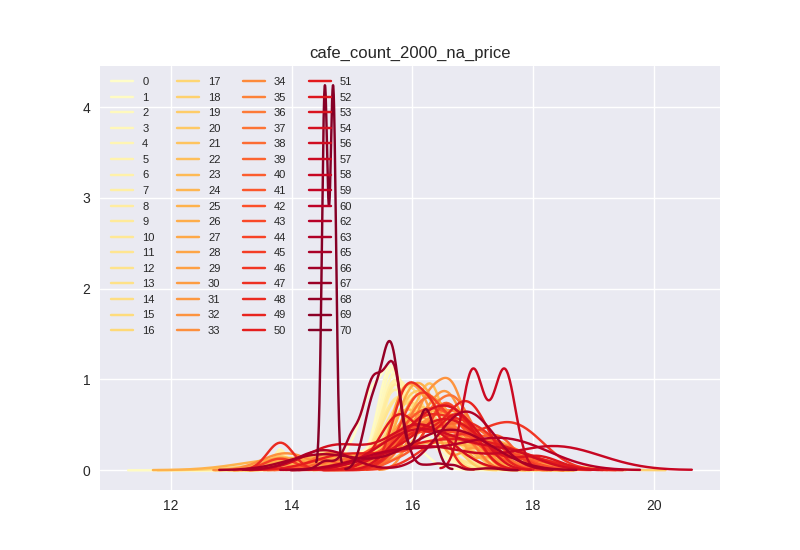 cafe_count_2000_na_price
4
3
2
1
0
0 17 34 51
1 18 35 52
2 19 36 53
3 20 37 54
4 21 38 56
5 22 39 57
6 23 40 58
7 24 41 59
8 25 42 60
9 26 43 62
10 27 44 63
11 28 45 65
12 29 46 66
13 30 47 67
14 31 48 68
15 32 49 69
16 33 50 70
12 14 16 18 20